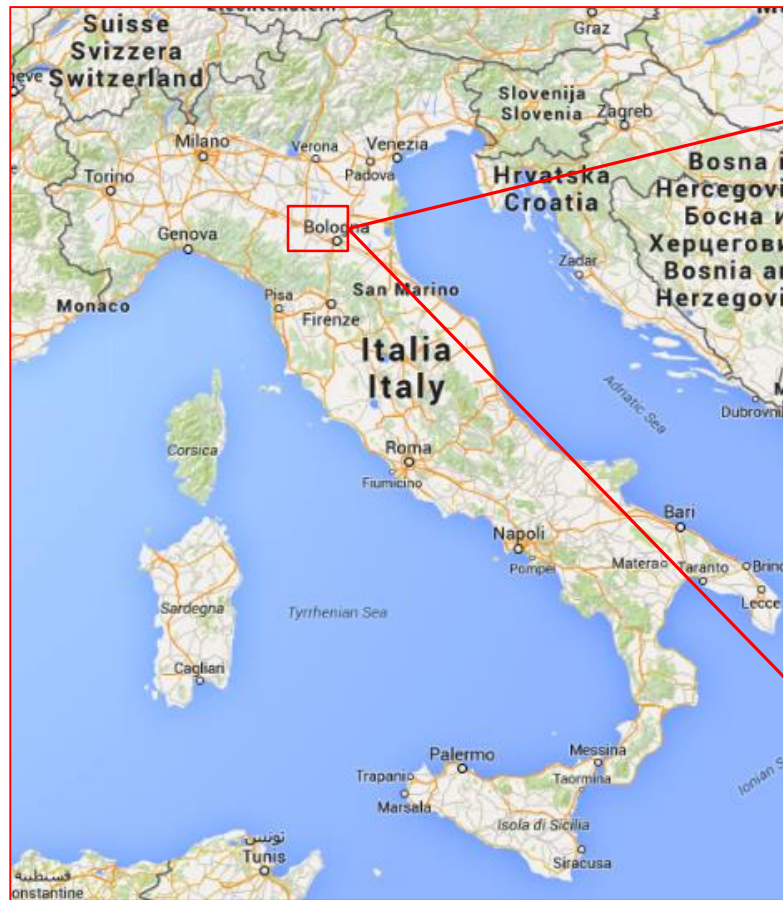 Graz
Suisse
Svizzera
Switzerland
Slovenija
Slovenia
Zagreb
Milano
Verona
Venezia
Padova
Torino
Hrvatska
Croatia
Bologna
Genova
Zadar
Pisa
San Marino
Monaco
Firenze
Italia
Italy
Adriatic Sea
Corsica
Roma
Fiumicino
Bari
Napoli
Pompei
Matera
Taranto
Lecce
Sardegna
Tyrrhenian Sea
Cagliari
Palermo
Messina
Trapani
Taormina
Marsala
Isola di Sicilia
Siracusa
تونس
Tunis